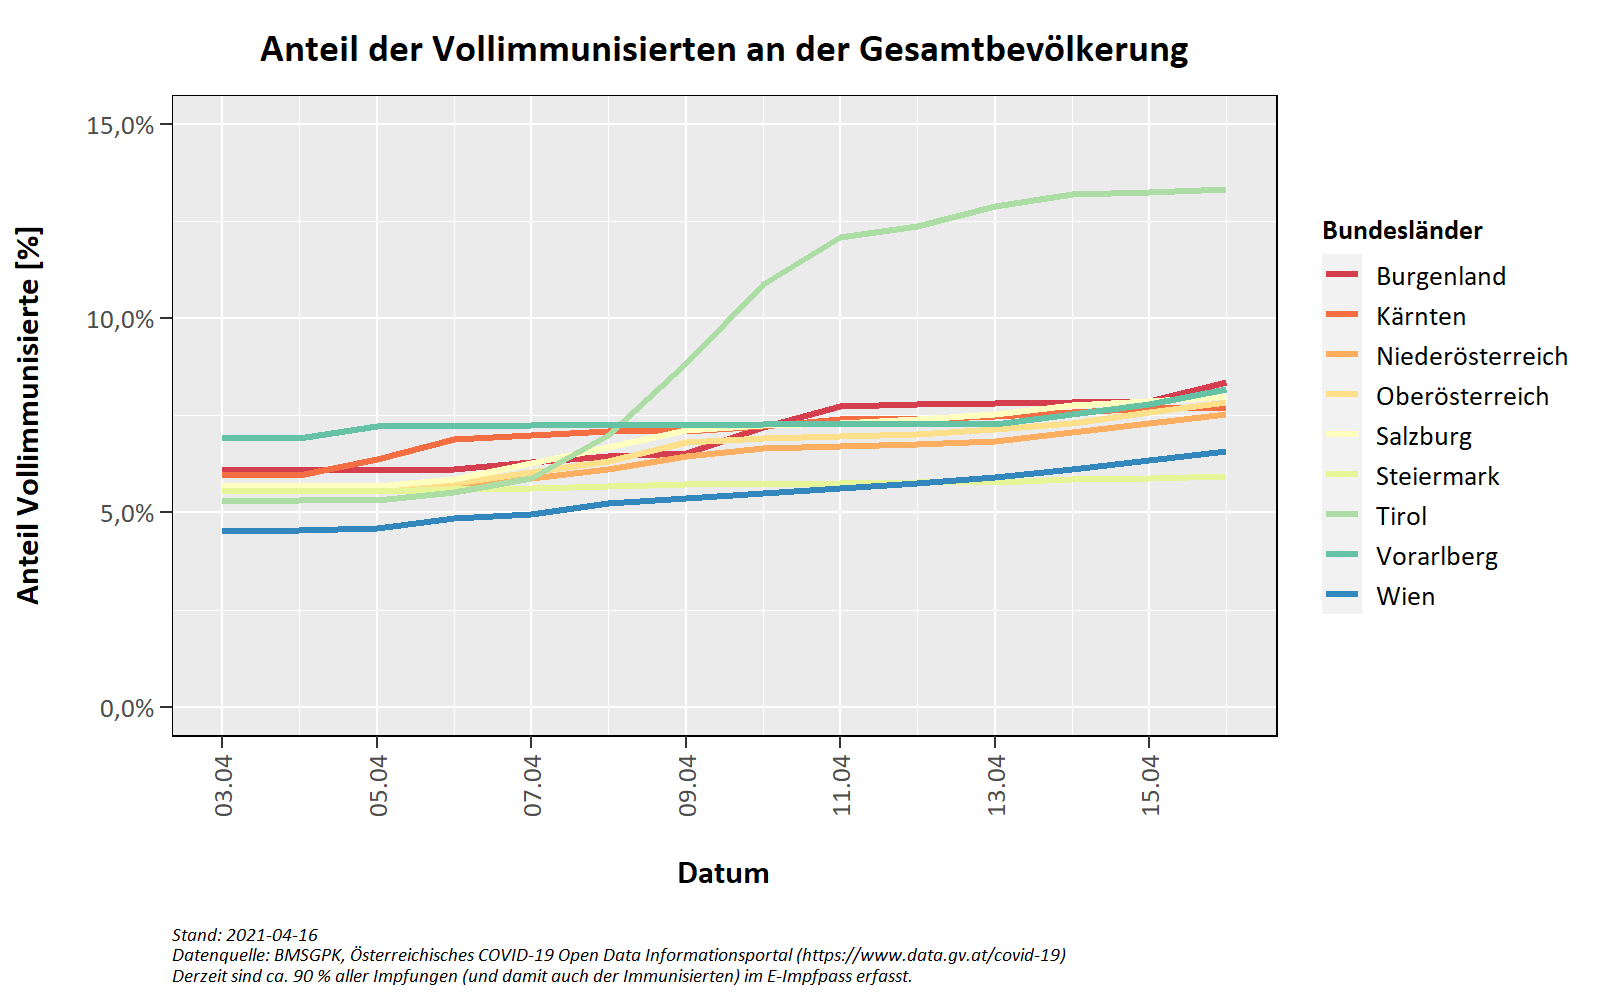 Anteil der Vollimmunisierten an der Gesamtbevölkerung
Anteil Vollimmunisierte [%]
15,0%
10,0%
5,0%
0,0%
03.04
05.04
07.04
09.04
11.04
13.04
15.04
Datum
Bundesländer
Burgenland
Kärnten
Niederösterreich
Oberösterreich
Salzburg
Steiermark
Tirol
Vorarlberg
Wien
Stand: 2021-04-16
Datenquelle: BMSGPK, Österreichisches COVID-19 Open Data Informationsportal (https://www.data.gv.at/covid-19)
Derzeit sind ca. 90 % aller Impfungen (und damit auch der Immunisierten) im E-Impfpass erfasst.